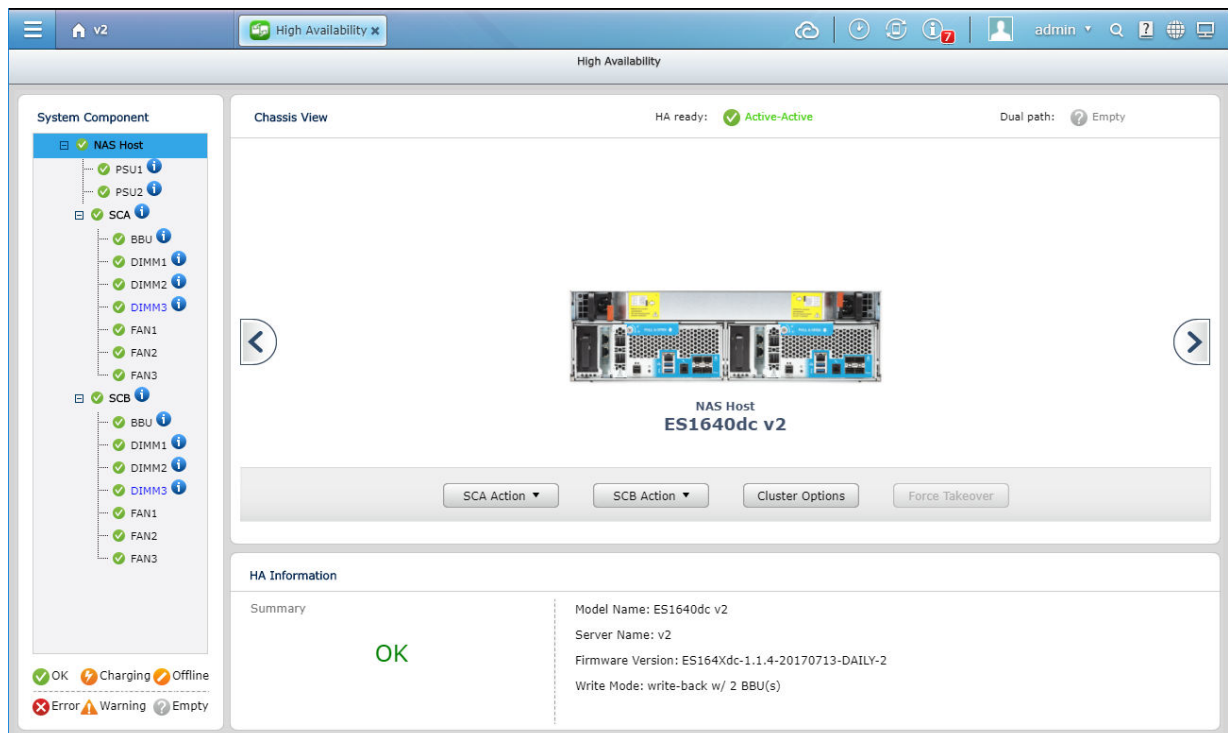 v2
High Availability
7
admin
?
High Availability
System Component
NAS Host
PSU1
PSU2
SCA
BBU
DIMM1
DIMM2
DIMM3
FAN1
FAN2
FAN3
SCB
BBU
DIMM1
DIMM2
DIMM3
FAN1
FAN2
FAN3
OK Charging Offline
Error Warning Empty
Chassis View
HA ready: Active-Active
Dual path: Empty
NAS Host
ES1640dc v2
SCA Action
SCB Action
Cluster Options
Force Takeover
HA Information
Summary
OK
Model Name: ES1640dc v2
Server Name: v2
Firmware Version: ES164Xdc-1.1.4-20170713-DAILY-2
Write Mode: write-back w/ 2 BBU(s)